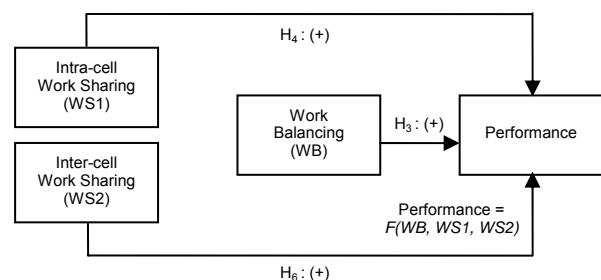 H4 : (+)
Intra-cell
Work Sharing
(WS1)
Work
Balancing
(WB)
H3 : (+)
Performance
Inter-cell
Work Sharing
(WS2)
Performance =
F(WB, WS1, WS2)
H6 : (+)